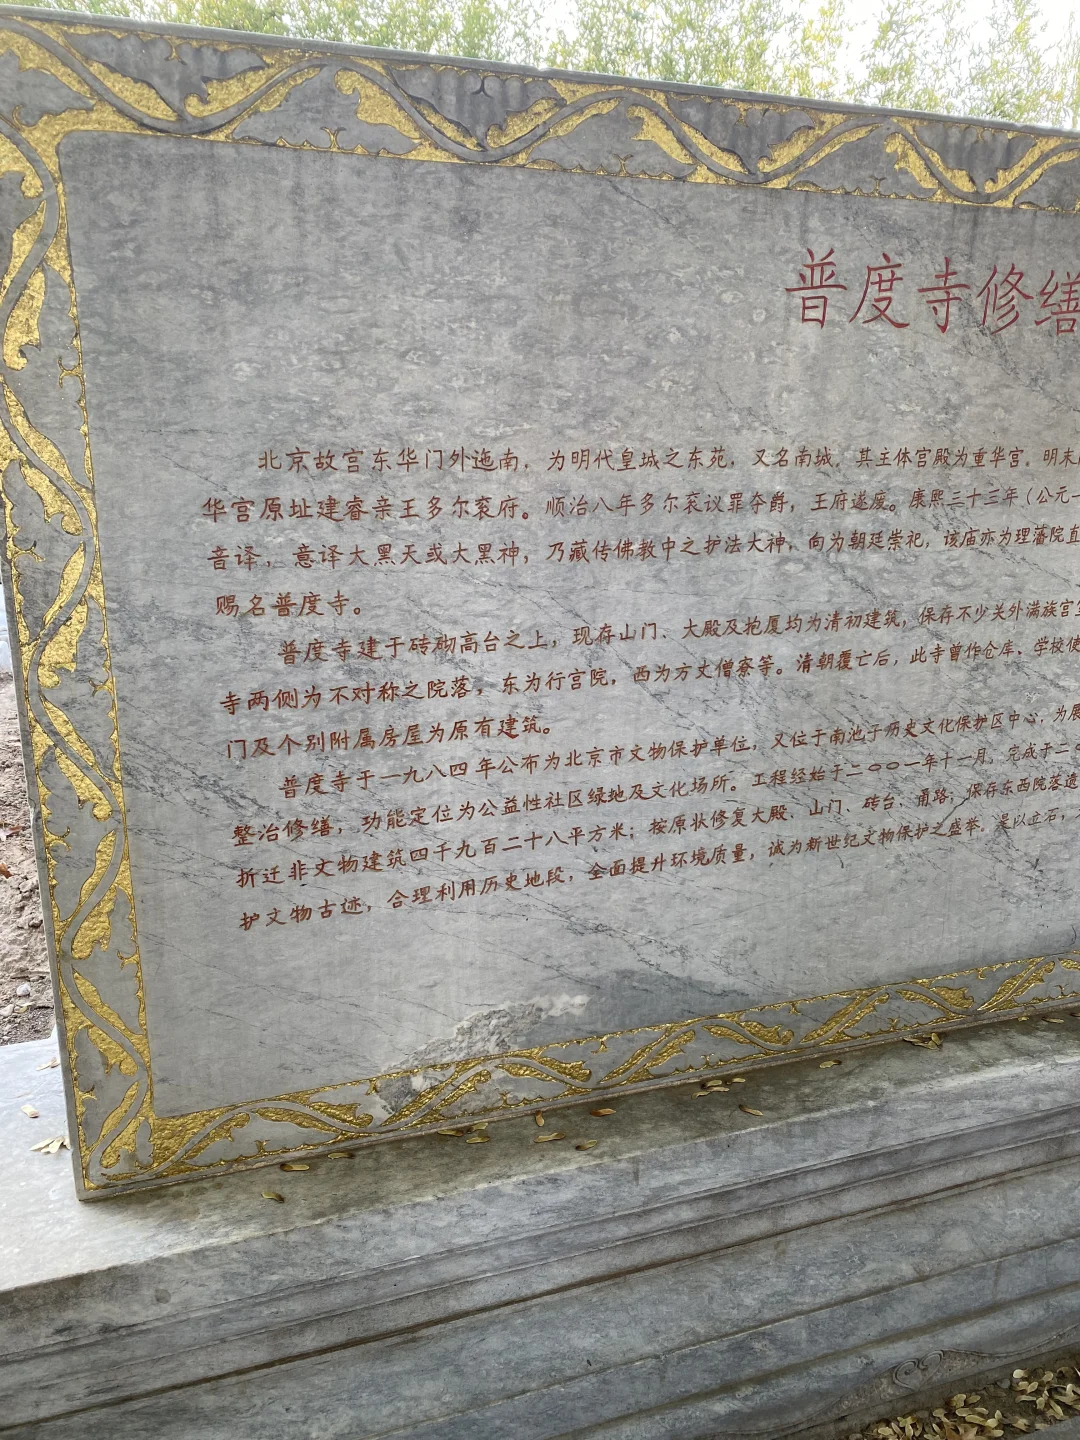 普度寺修缮
北京故宫东华门外迤南，为明代皇城之东苑，又名南城，其主体宫殿为重华宫。明末
华宫原址建睿亲王多尔衮府。顺治八年多尔衮议罪夺爵，王府遂废。康熙三十三年（公元一
音译，意译大黑天或大黑神，乃藏传佛教中之护法大神，向为朝廷崇祀，该庙亦为理藩院直
赐名普度寺。
普度寺建于砖砌高台之上，现存山门、大殿及抱厦均为清初建筑，保存不少关外满族宫室
寺两侧为不对称之院落，东为行宫院，西为方丈僧寮等。清朝覆亡后，此寺曾作仓库、学校使
门及个别附属房屋为原有建筑。
普度寺于一九八四年公布为北京市文物保护单位，又位于南池子历史文化保护区中心，为展
整治修缮，功能定位为公益性社区绿地及文化场所。工程经始于二〇〇一年十一月，完成于二〇
折迁非文物建筑四千九百二十八平方米；按原状修复大殿、山门、砖台、甬路；保存东西院落遗
护文物古迹，合理利用历史地段，全面提升环境质量，诚为新世纪文物保护之盛举。爰以立石，